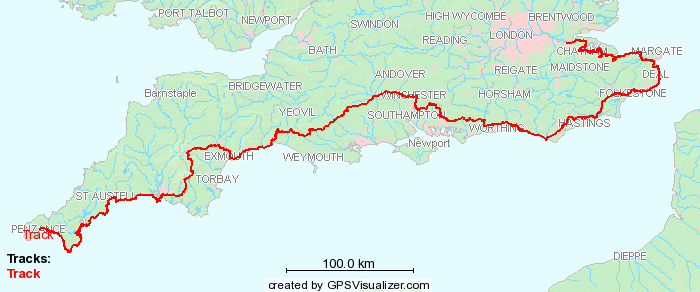 PORT TALBOT
NEWPORT
SWINDON
HIGH WYCOMBE
BRENTWOOD
LONDON
READING
BATH
CHATHAM
MARGATE
MAIDSTONE
DEAL
ANDOVER
REIGATE
BRIDGEWATER
Barnstaple
WINCHESTER
HORSHAM
FOLKESTONE
YEOVIL
SOUTHAMPTON
WORTHING
HASTINGS
Newport
EXMOUTH
WEYMOUTH
TORBAY
ST AUSTELL
PENZANCE
Track
DIEPPE
Tracks:
Track
100.0 km
created by GPSVisualizer.com